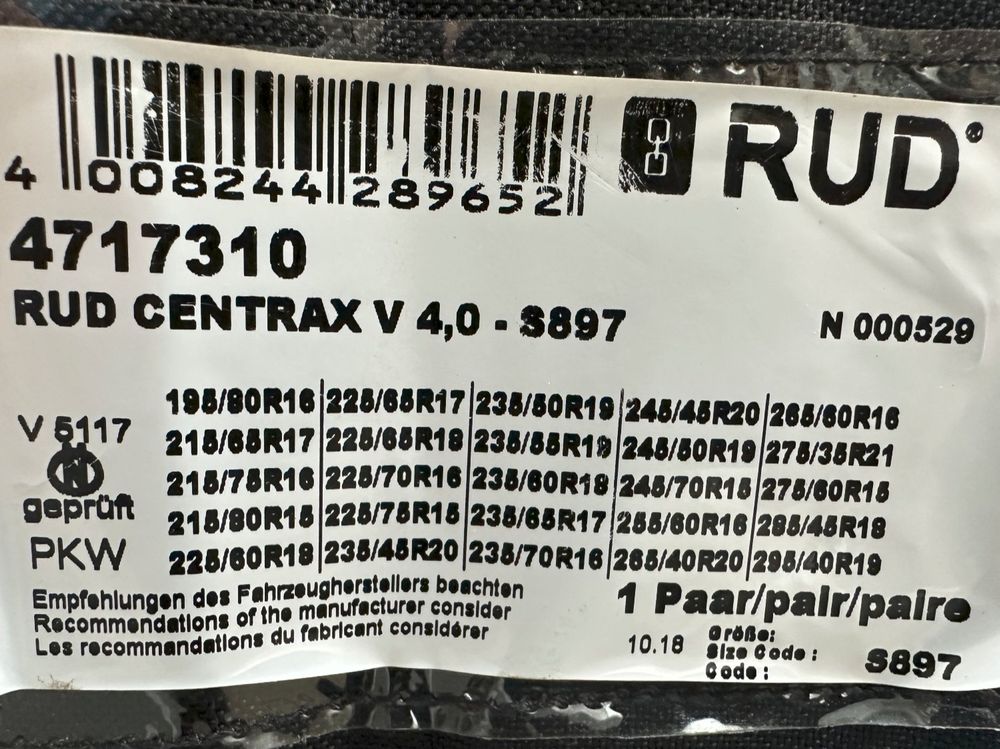 4 008244 289652
RUD®
4717310
RUD CENTRAX V 4,0 - S897
N 000529
V 5117
geprüft
PKW
195/80R16 225/65R17 235/50R19 245/45R20 265/60R16
215/65R17 225/65R18 235/55R19 245/50R19 275/35R21
215/75R16 225/70R16 235/60R18 245/70R15 275/60R15
215/80R15 225/75R15 235/65R17 255/60R16 285/45R18
225/60R18 235/45R20 235/70R16 265/40R20 295/40R19
Empfehlungen des Fahrzeugherstellers beachten
Recommendations of the manufacturer consider
Les recommandations du fabricant considérer
1 Paar/pair/paire
10.18
Größe:
Size Code :
Code :
S897